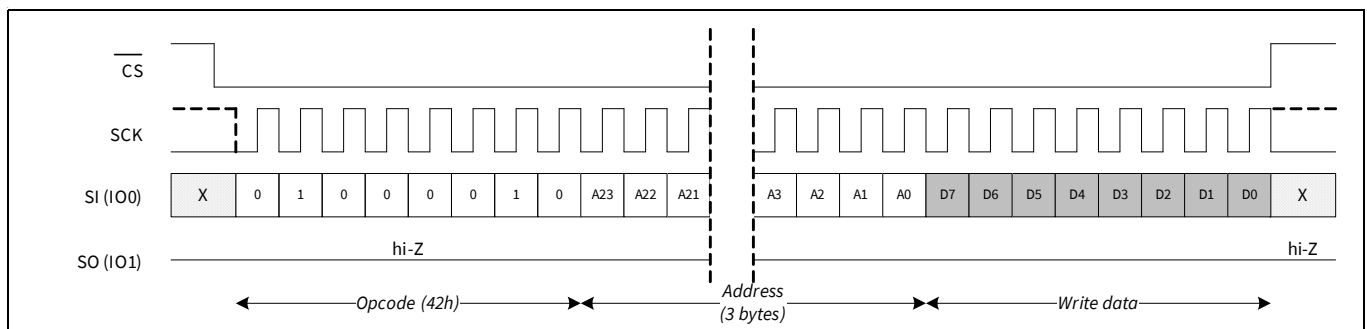 CS
SCK
SI (IO0) X 0 1 0 0 0 0 1 0 A23 A22 A21 A3 A2 A1 A0 D7 D6 D5 D4 D3 D2 D1 D0 X
hi-Z hi-Z
SO (IO1)
Opcode (42h) Address Write data
(3 bytes)